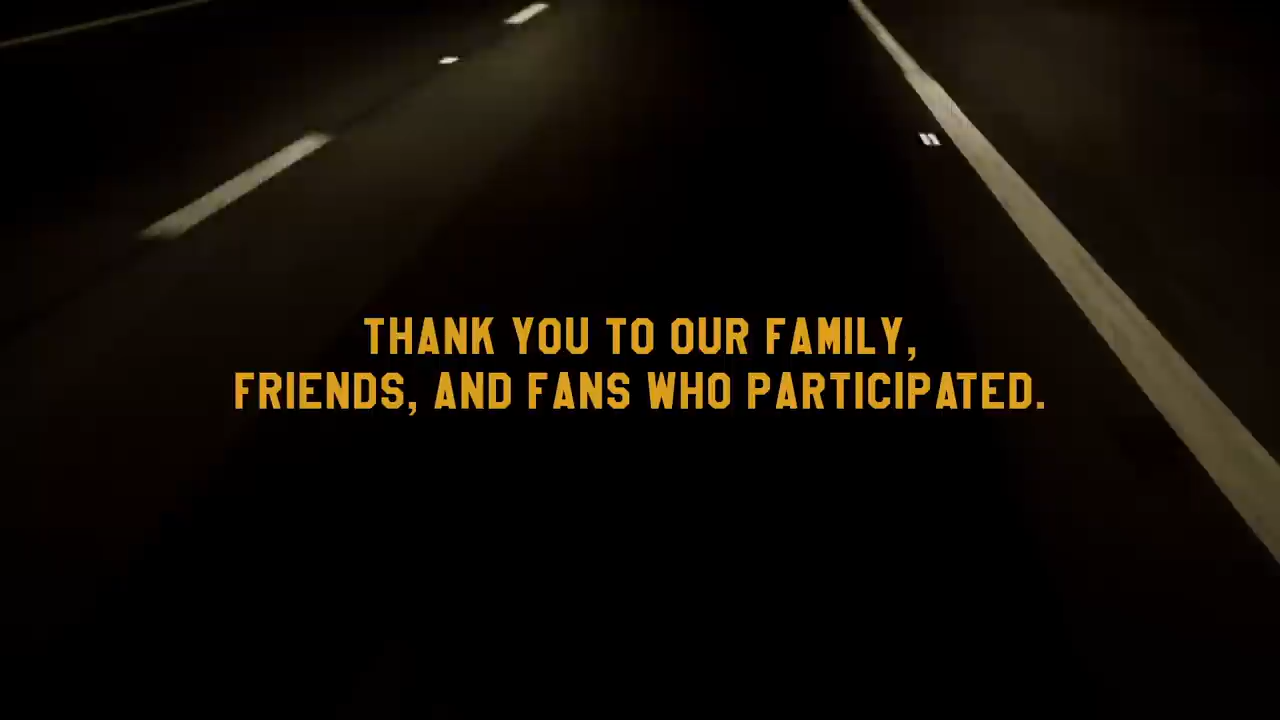 THANK YOU TO OUR FAMILY,
FRIENDS, AND FANS WHO PARTICIPATED.